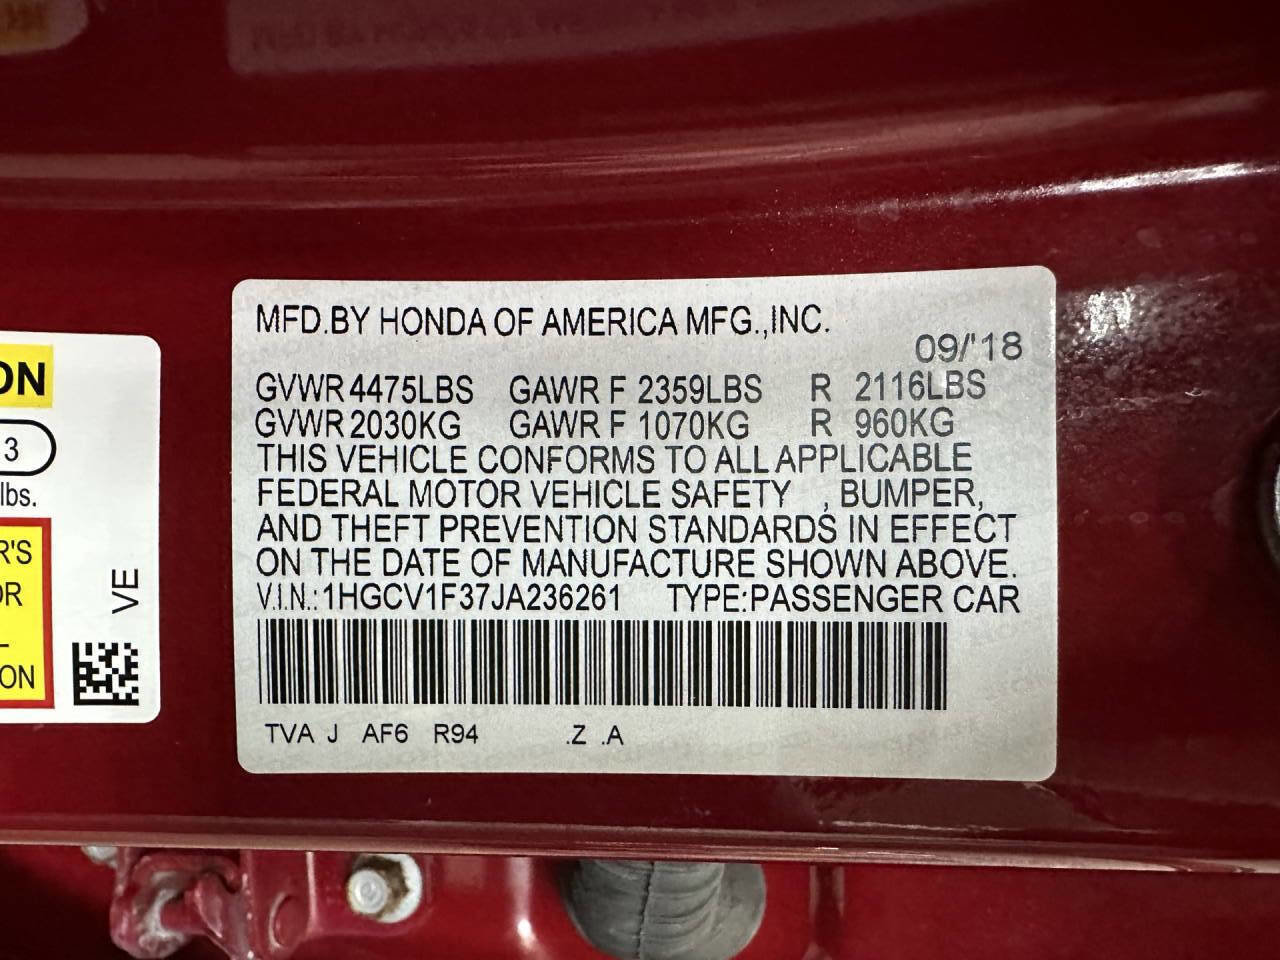 MFD.BY HONDA OF AMERICA MFG.,INC.
09/'18
GVWR 4475LBS GAWR F 2359LBS R 2116LBS
GVWR 2030KG GAWR F 1070KG R 960KG
THIS VEHICLE CONFORMS TO ALL APPLICABLE
FEDERAL MOTOR VEHICLE SAFETY , BUMPER,
AND THEFT PREVENTION STANDARDS IN EFFECT
ON THE DATE OF MANUFACTURE SHOWN ABOVE.
V.I.N.: 1HGCV1F37JA236261 TYPE:PASSENGER CAR
TVA J AF6 R94 .Z .A
ON
3
lbs.
R'S
OR
-
ON
VE